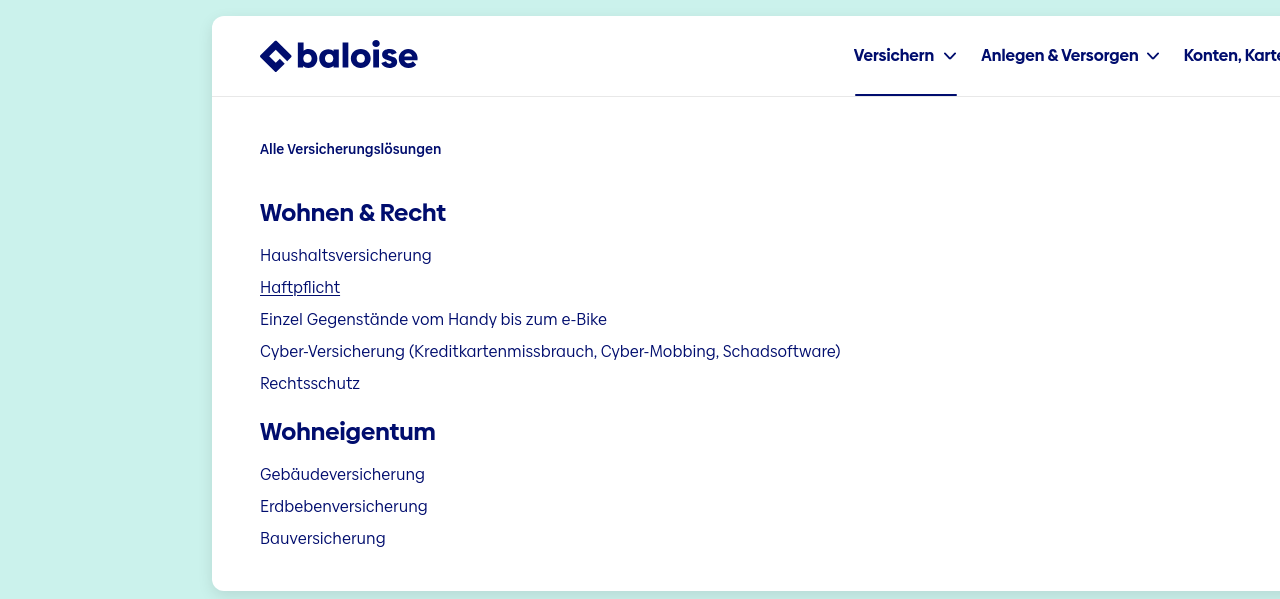 baloise
Versichern
Anlegen & Versorgen
Konten, Karte
Alle Versicherungslösungen
Wohnen & Recht
Haushaltsversicherung
Haftpflicht
Einzel Gegenstände vom Handy bis zum e-Bike
Cyber-Versicherung (Kreditkartenmissbrauch, Cyber-Mobbing, Schadsoftware)
Rechtsschutz
Wohneigentum
Gebäudeversicherung
Erdbebenversicherung
Bauversicherung